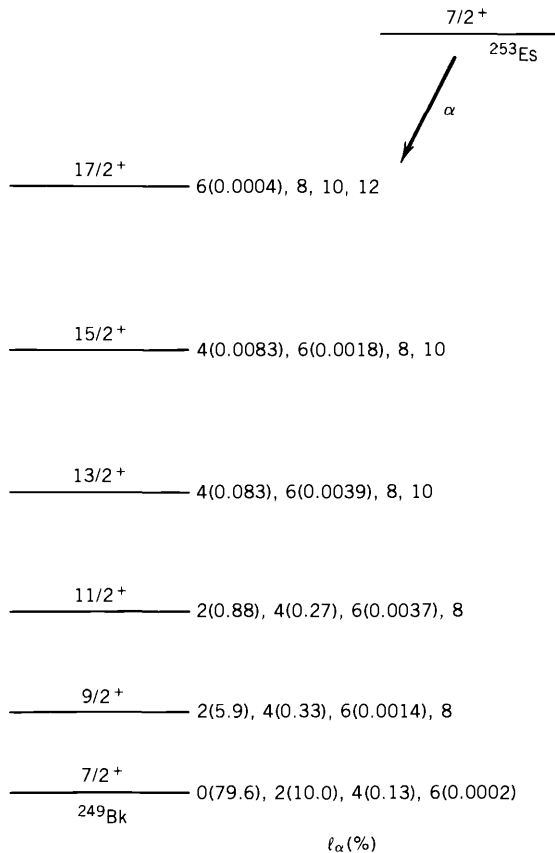 7/2⁺
²⁵³Es
α
17/2⁺
6(0.0004), 8, 10, 12
15/2⁺
4(0.0083), 6(0.0018), 8, 10
13/2⁺
4(0.083), 6(0.0039), 8, 10
11/2⁺
2(0.88), 4(0.27), 6(0.0037), 8
9/2⁺
2(5.9), 4(0.33), 6(0.0014), 8
7/2⁺
0(79.6), 2(10.0), 4(0.13), 6(0.0002)
²⁴⁹Bk
ℓα(%)